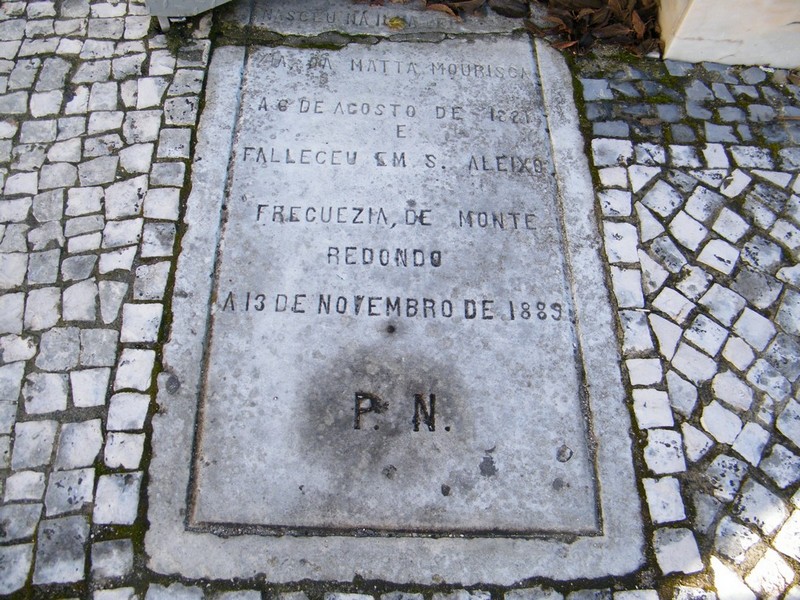 NASCEU NA
DA MATTA MOURISCA
A 6 DE AGOSTO DE
E
FALLECEU EM S. ALEIXO
FREGUEZIA, DE MONTE
REDONDO
A 13 DE NOVEMBRO DE 1889
P. N.